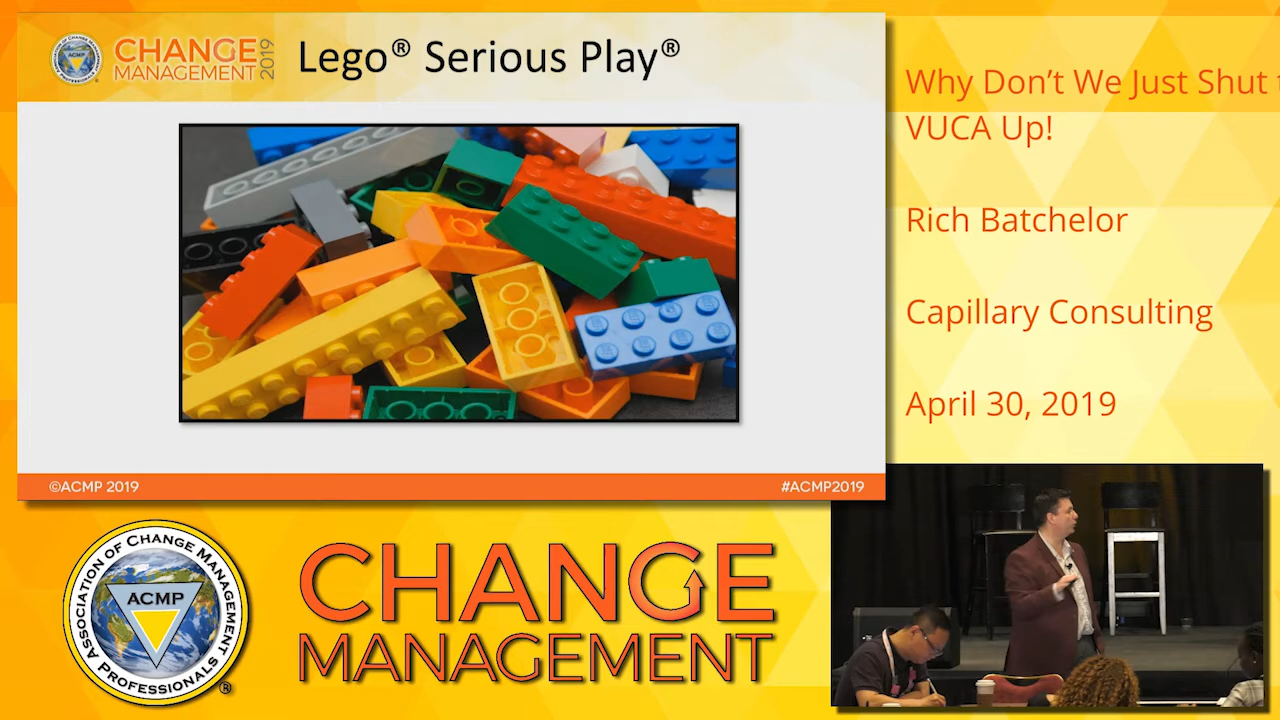 CHANGE
MANAGEMENT
2019
ACMP
Lego® Serious Play®
©ACMP 2019
#ACMP2019
Why Don’t We Just Shut t
VUCA Up!
Rich Batchelor
Capillary Consulting
April 30, 2019
ASSOCIATION OF CHANGE MANAGEMENT PROFESSIONALS
ACMP
®
CHANGE
MANAGEMENT